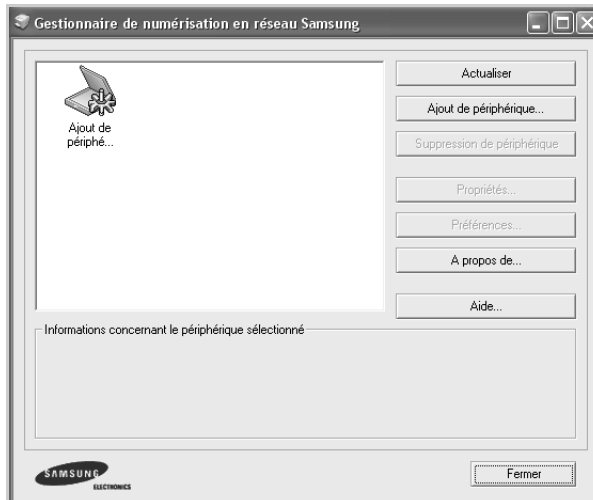 Gestionnaire de numérisation en réseau Samsung
Ajout de
périphé...
Actualiser
Ajout de périphérique...
Suppression de périphérique
Propriétés...
Préférences...
A propos de...
Aide...
Informations concernant le périphérique sélectionné
SAMSUNG
ELECTRONICS
Fermer